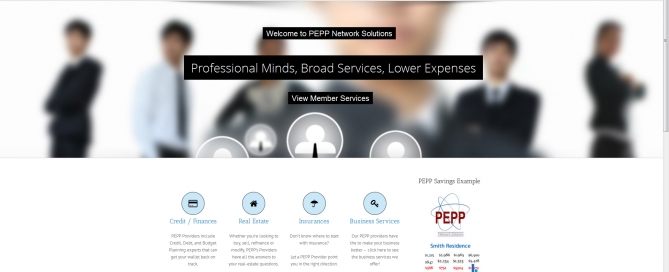 Welcome to PEPP Network Solutions
Professional Minds, Broad Services, Lower Expenses
View Member Services
PEPP Savings Example
Credit / Finances
Real Estate
Insurances
Business Services
PEPP Providers include
Credit, Debt, and Budget
Planning experts that can
get your wallet back on
track.
Whether you're looking to
buy, sell, refinance or
modify, PEPPs Providers
have all the answers to
your real-estate questions.
Don't know where to start
with insurance?
Let a PEPP Provider point
you in the right direction.
Our PEPP providers have
the to make your business
better – click here to see
the business services we
offer!
PEPP
Smith Residence